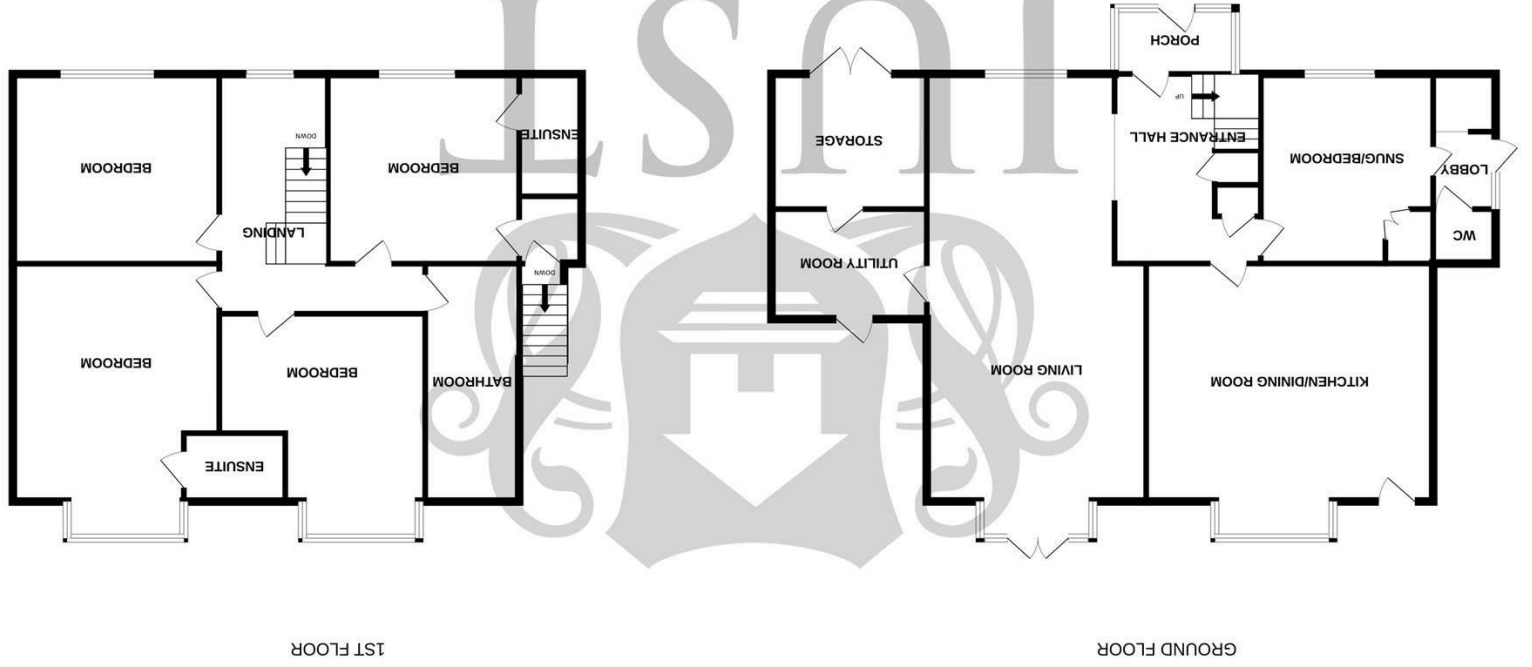 GROUND FLOOR
KITCHEN/DINING ROOM
LIVING ROOM
UTILITY ROOM
WC
LOBBY
SNUG/BEDROOM
ENTRANCE HALL
UP
STORAGE
PORCH
1ST FLOOR
ENSUITE
BATHROOM
BEDROOM
BEDROOM
DOWN
LANDING
BEDROOM
BEDROOM
ENSUITE
DOWN
JUST